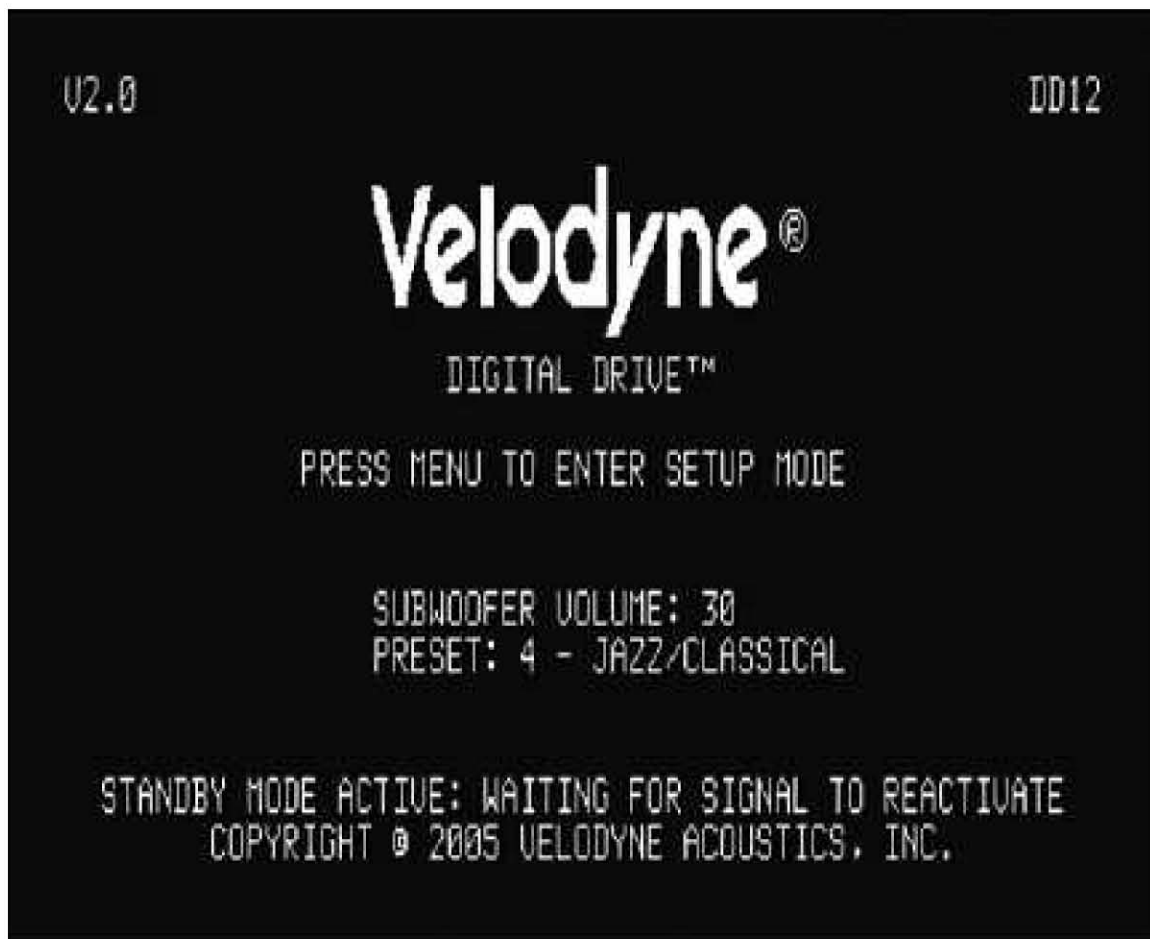 V2.0 DD12
Velodyne®
DIGITAL DRIVE™
PRESS MENU TO ENTER SETUP MODE
SUBWOOFER VOLUME: 30
PRESET: 4 - JAZZ/CLASSICAL
STANDBY MODE ACTIVE: WAITING FOR SIGNAL TO REACTIVATE
COPYRIGHT © 2005 VELODYNE ACOUSTICS, INC.